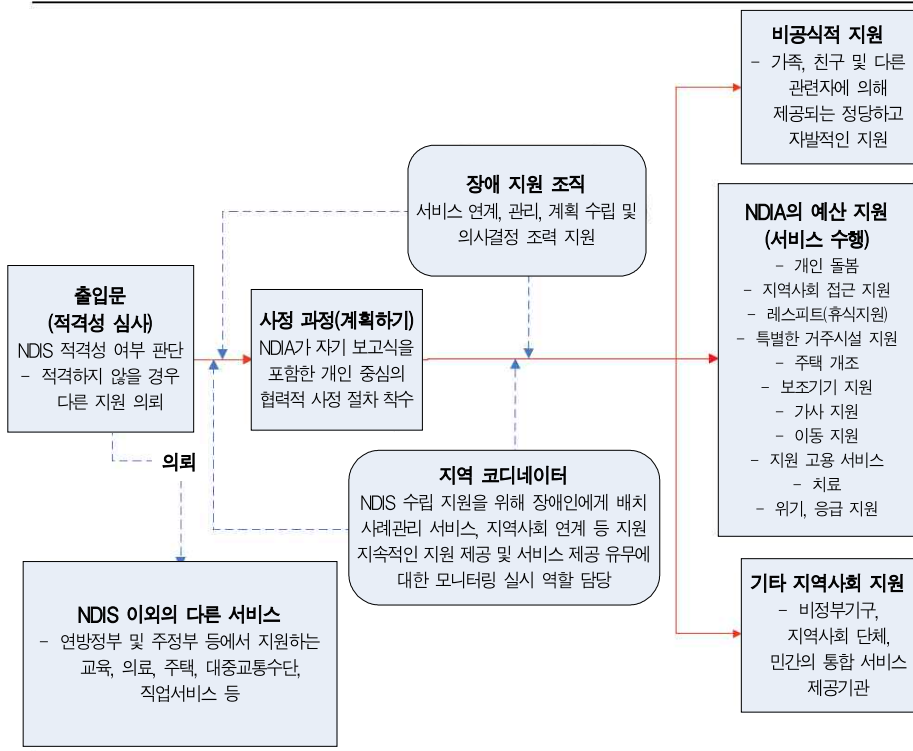 비공식적 지원
- 가족, 친구 및 다른
관련자에 의해
제공되는 정당하고
자발적인 지원
장애 지원 조직
서비스 연계, 관리, 계획 수립 및
의사결정 조력 지원
NDIA의 예산 지원
(서비스 수행)
- 개인 돌봄
- 지역사회 접근 지원
- 레스피트(휴식지원)
- 특별한 거주시설 지원
- 주택 개조
- 보조기기 지원
- 가사 지원
- 이동 지원
- 지원 고용 서비스
- 치료
- 위기, 응급 지원
출입문
(적격성 심사)
NDIS 적격성 여부 판단
- 적격하지 않을 경우
다른 지원 의뢰
사정 과정(계획하기)
NDIA가 자기 보고식을
포함한 개인 중심의
협력적 사정 절차 착수
의뢰
지역 코디네이터
NDIS 수립 지원을 위해 장애인에게 배치
사례관리 서비스, 지역사회 연계 등 지원
지속적인 지원 제공 및 서비스 제공 유무에
대한 모니터링 실시 역할 담당
NDIS 이외의 다른 서비스
- 연방정부 및 주정부 등에서 지원하는
교육, 의료, 주택, 대중교통수단,
직업서비스 등
기타 지역사회 지원
- 비정부기구,
지역사회 단체,
민간의 통합 서비스
제공기관